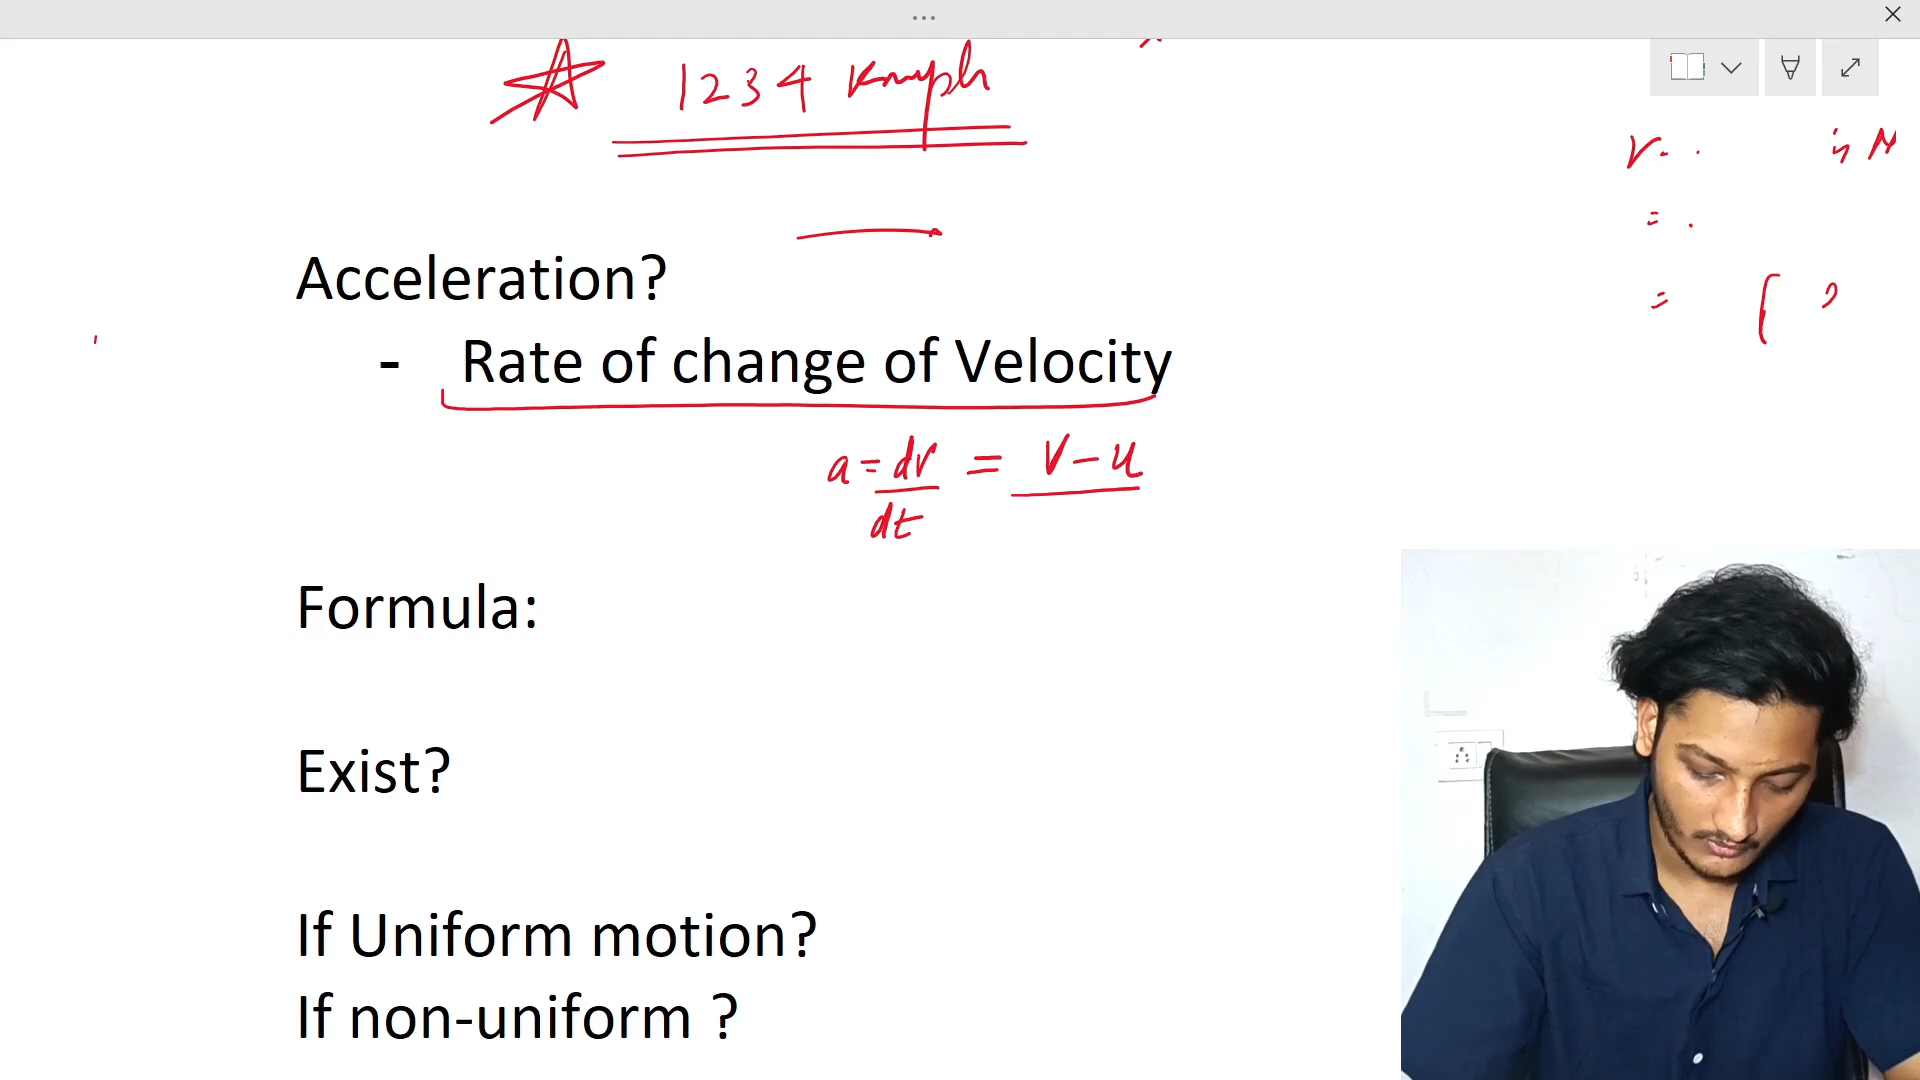 1234 Kmph
Acceleration?
- Rate of change of Velocity
a = dv/dt = v-u
Formula:
Exist?
If Uniform motion?
If non-uniform ?